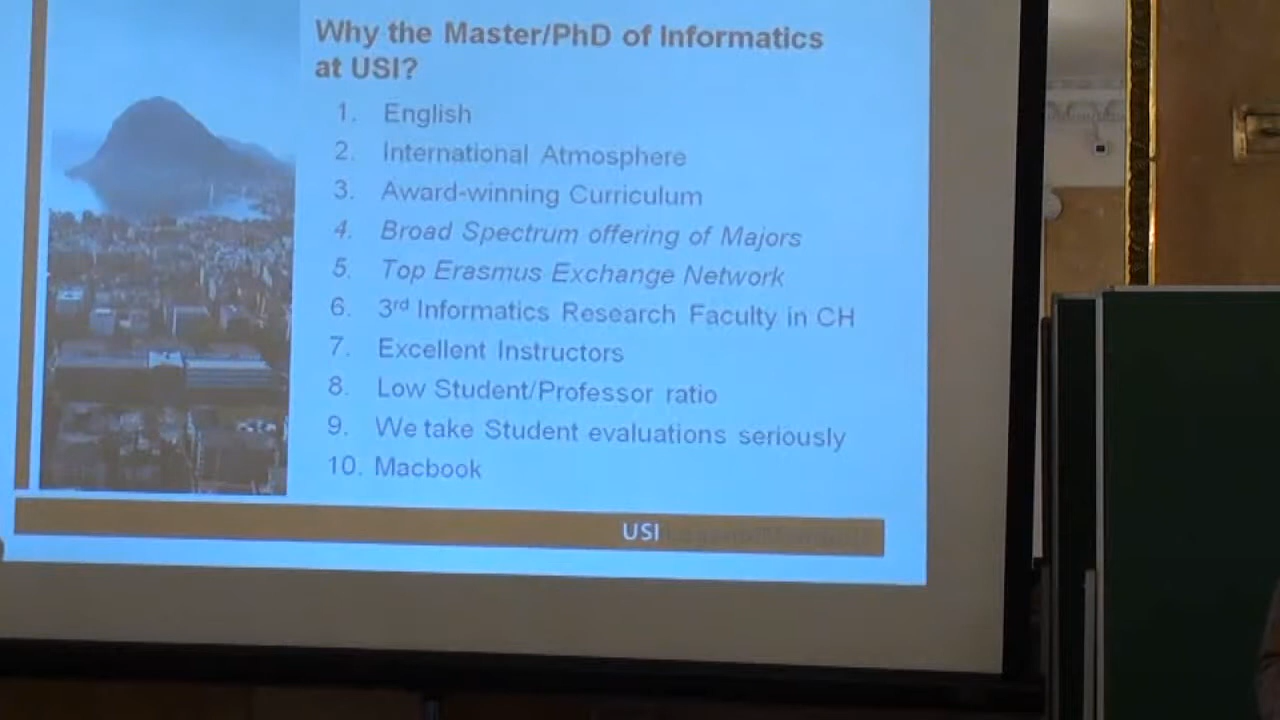 Why the Master/PhD of Informatics
at USI?
1. English
2. International Atmosphere
3. Award-winning Curriculum
4. Broad Spectrum offering of Majors
5. Top Erasmus Exchange Network
6. 3rd Informatics Research Faculty in CH
7. Excellent Instructors
8. Low Student/Professor ratio
9. We take Student evaluations seriously
10. Macbook
USI